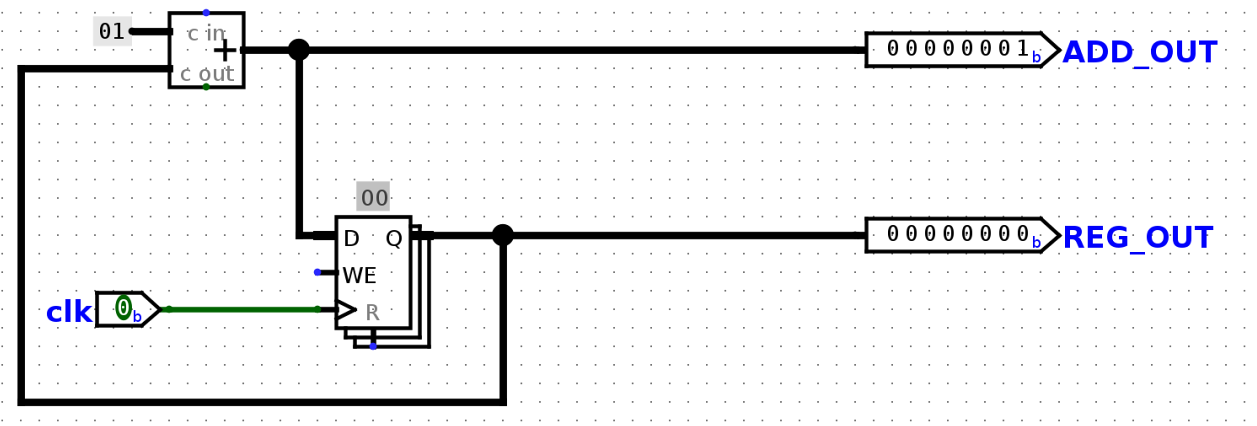 01
c in
+
c out
00000001b
ADD_OUT
00
D Q
WE
R
00000000b
REG_OUT
clk
0b